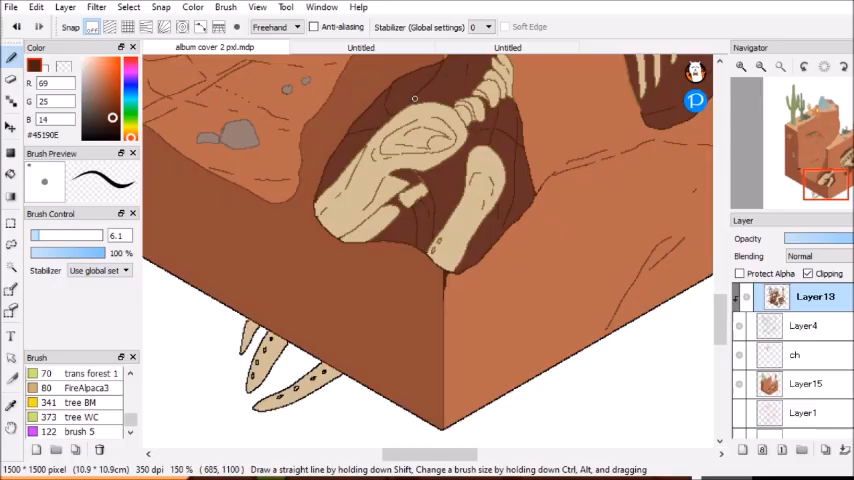 File Edit Layer Filter Select Snap Color Brush View Tool Window Help
Snap off Freehand Anti-aliasing Stabilizer (Global settings) 0 Soft Edge
album cover 2 pxl.mdp Untitled Untitled
Color
R 69
G 25
B 14
#45190E
Brush Preview
Brush Control
6.1
100 %
Stabilizer Use global set
Brush
70 trans forest 1
80 FireAlpaca3
341 tree BM
373 tree WC
122 brush 5
Navigator
Layer
Opacity
Blending Normal
Protect Alpha Clipping
Layer13
Layer4
ch
Layer15
Layer1
1500 * 1500 pixel (10.9 * 10.9cm) 350 dpi 150 % ( 685, 1100 ) Draw a straight line by holding down Shift, Change a brush size by holding down Ctrl, Alt, and dragging